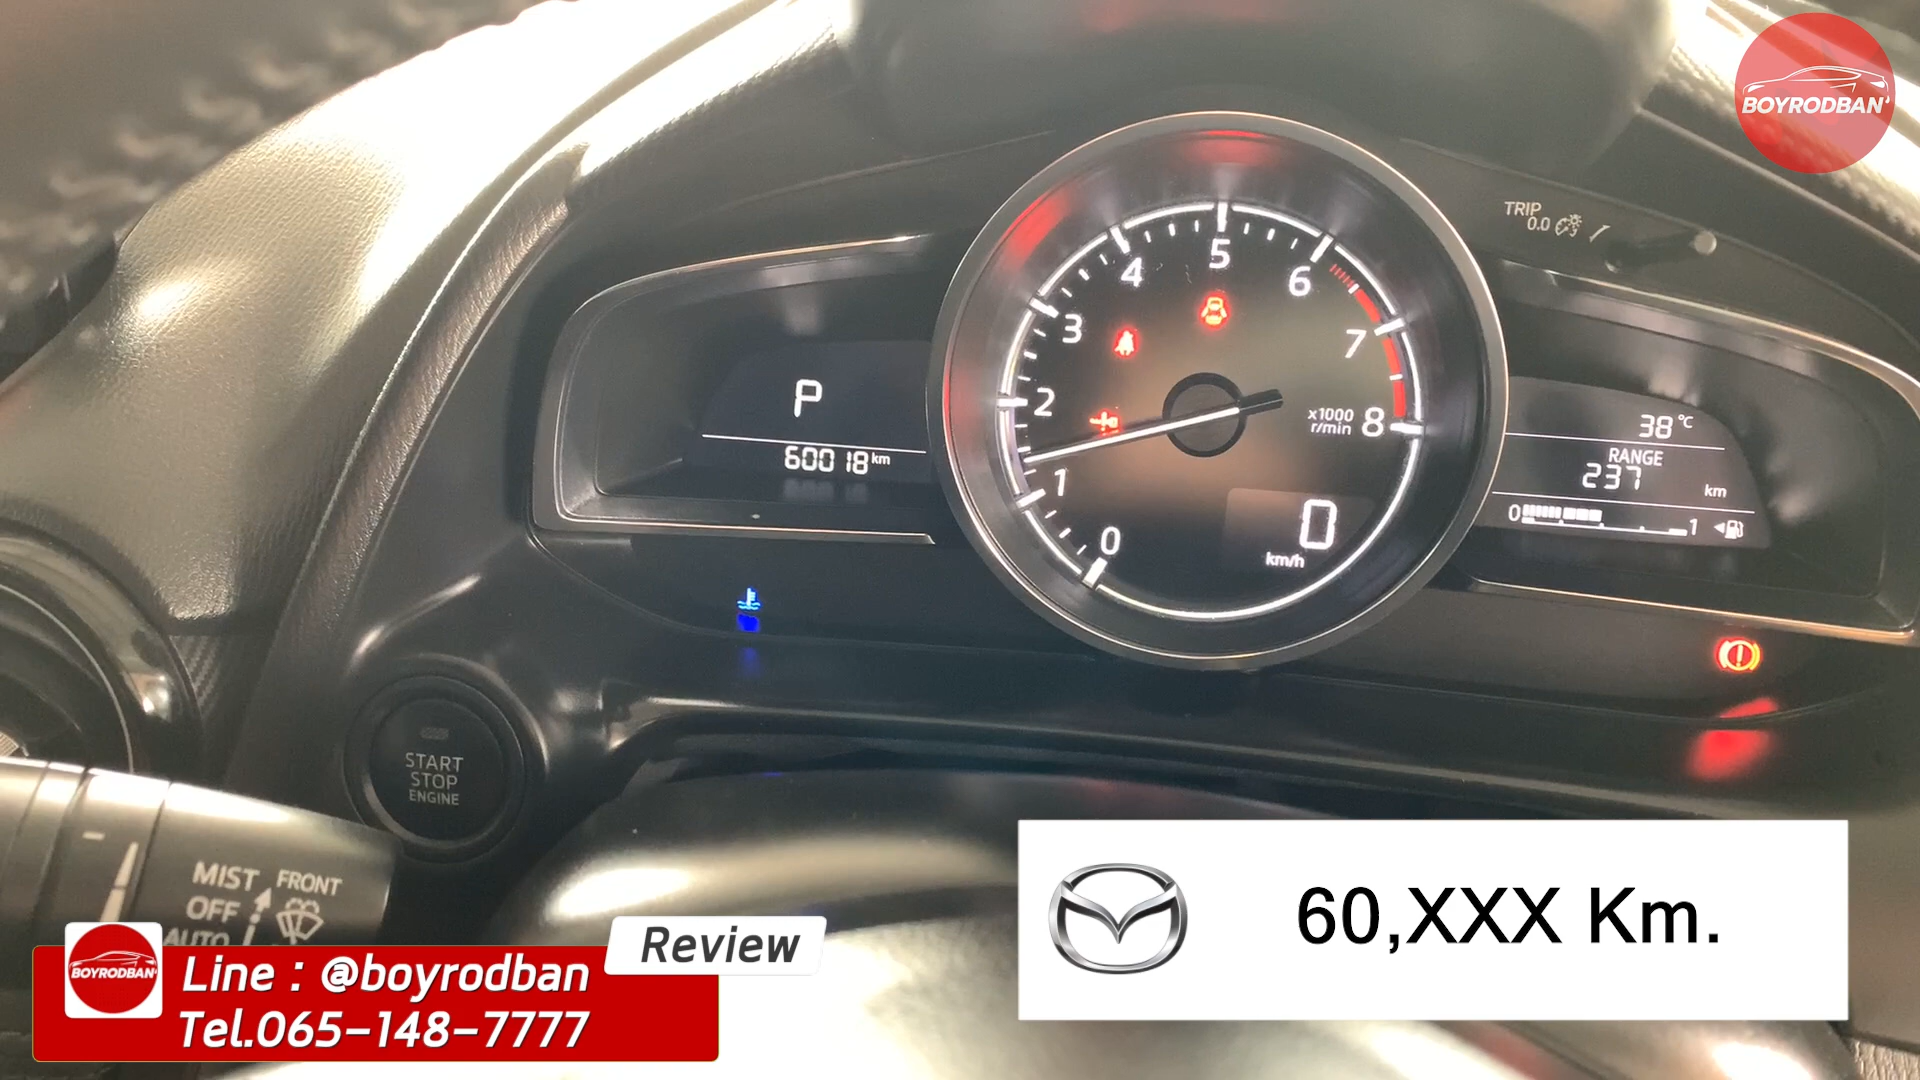 BOYRODBAN
TRIP
0.0
P
60018 km
0
1
2
3
4
5
6
7
8
x1000
r/min
0
km/h
38°C
RANGE
237
km
0 1
START
STOP
ENGINE
MIST FRONT
OFF
AUTO
60,XXX Km.
Review
BOYRODBAN
Line : @boyrodban
Tel.065-148-7777